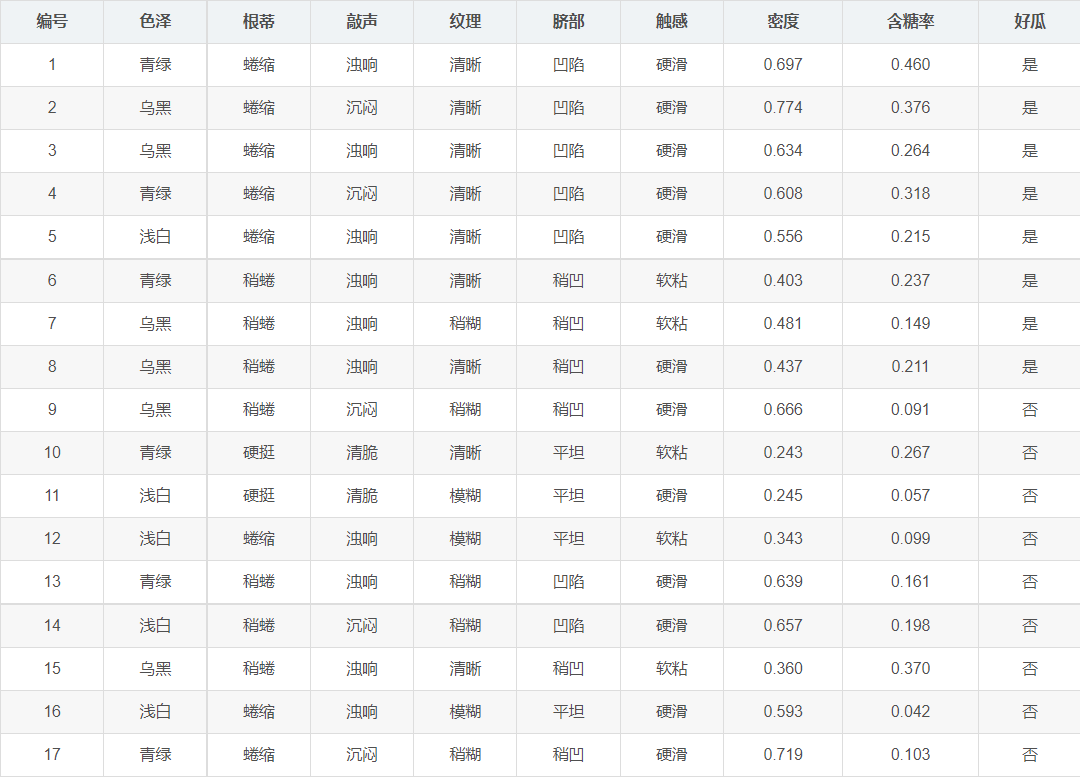 编号 色泽 根蒂 敲声 纹理 脐部 触感 密度 含糖率 好瓜
1 青绿 蜷缩 浊响 清晰 凹陷 硬滑 0.697 0.460 是
2 乌黑 蜷缩 沉闷 清晰 凹陷 硬滑 0.774 0.376 是
3 乌黑 蜷缩 浊响 清晰 凹陷 硬滑 0.634 0.264 是
4 青绿 蜷缩 沉闷 清晰 凹陷 硬滑 0.608 0.318 是
5 浅白 蜷缩 浊响 清晰 凹陷 硬滑 0.556 0.215 是
6 青绿 稍蜷 浊响 清晰 稍凹 软粘 0.403 0.237 是
7 乌黑 稍蜷 浊响 稍糊 稍凹 软粘 0.481 0.149 是
8 乌黑 稍蜷 浊响 清晰 稍凹 硬滑 0.437 0.211 是
9 乌黑 稍蜷 沉闷 稍糊 稍凹 硬滑 0.666 0.091 否
10 青绿 硬挺 清脆 清晰 平坦 软粘 0.243 0.267 否
11 浅白 硬挺 清脆 模糊 平坦 硬滑 0.245 0.057 否
12 浅白 蜷缩 浊响 模糊 平坦 软粘 0.343 0.099 否
13 青绿 稍蜷 浊响 稍糊 凹陷 硬滑 0.639 0.161 否
14 浅白 稍蜷 沉闷 稍糊 凹陷 硬滑 0.657 0.198 否
15 乌黑 稍蜷 浊响 清晰 稍凹 软粘 0.360 0.370 否
16 浅白 蜷缩 浊响 模糊 平坦 硬滑 0.593 0.042 否
17 青绿 蜷缩 沉闷 稍糊 稍凹 硬滑 0.719 0.103 否